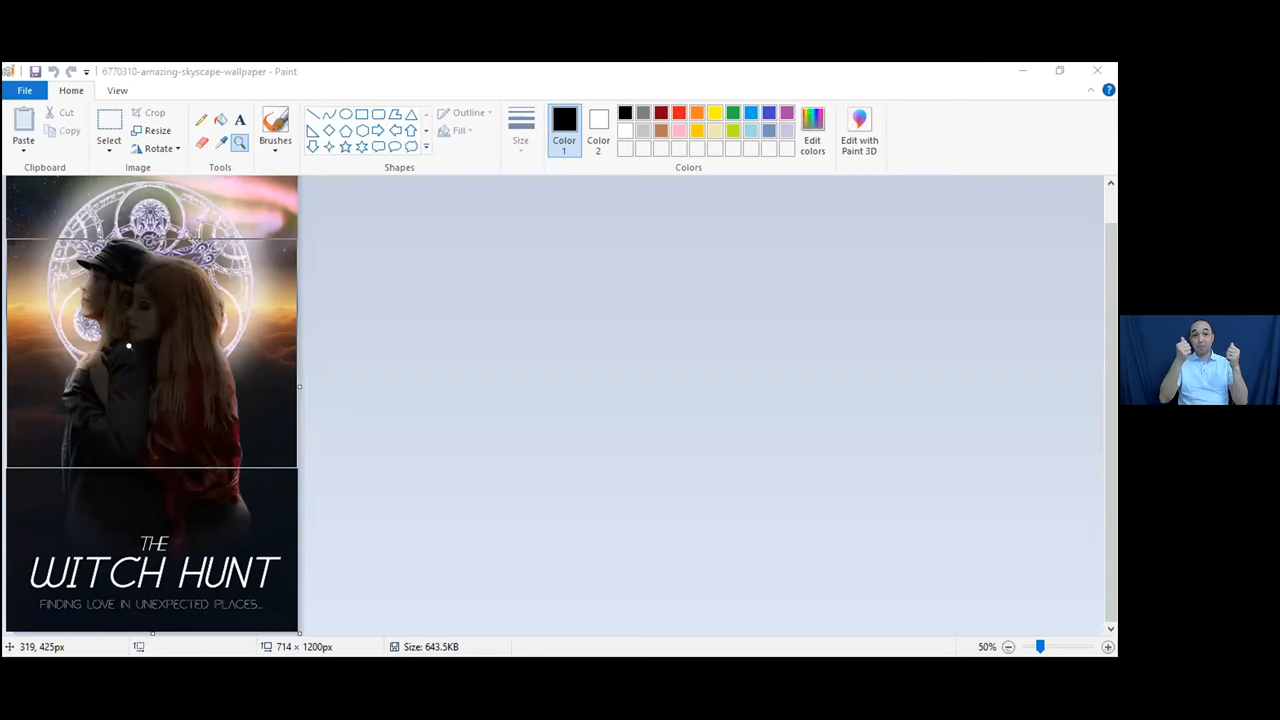 6770310-amazing-skyscape-wallpaper - Paint
File
Home
View
Paste
Cut
Copy
Clipboard
Select
Crop
Resize
Rotate
Image
A
Tools
Brushes
Outline
Fill
Shapes
Size
Color 1
Color 2
Edit colors
Colors
Edit with Paint 3D
THE
WITCH HUNT
FINDING LOVE IN UNEXPECTED PLACES...
319, 425px
714 × 1200px
Size: 643.5KB
50%